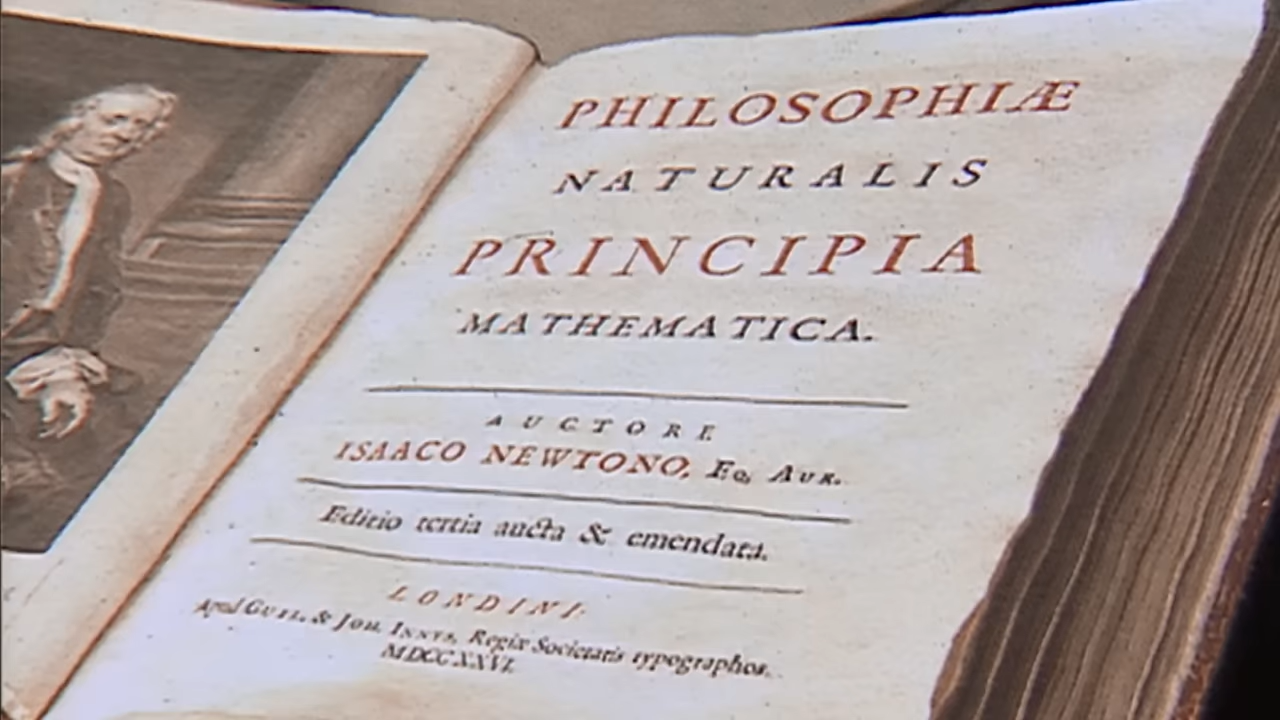 PHILOSOPHIÆ
NATURALIS
PRINCIPIA
MATHEMATICA.
AUCTORE
ISAACO NEWTONO, Eq. Aur.
Editio tertia aucta & emendata.
LONDINI:
Apud Guil. & Joh. Innys, Regiæ Societatis typographos.
MDCCXXVI.